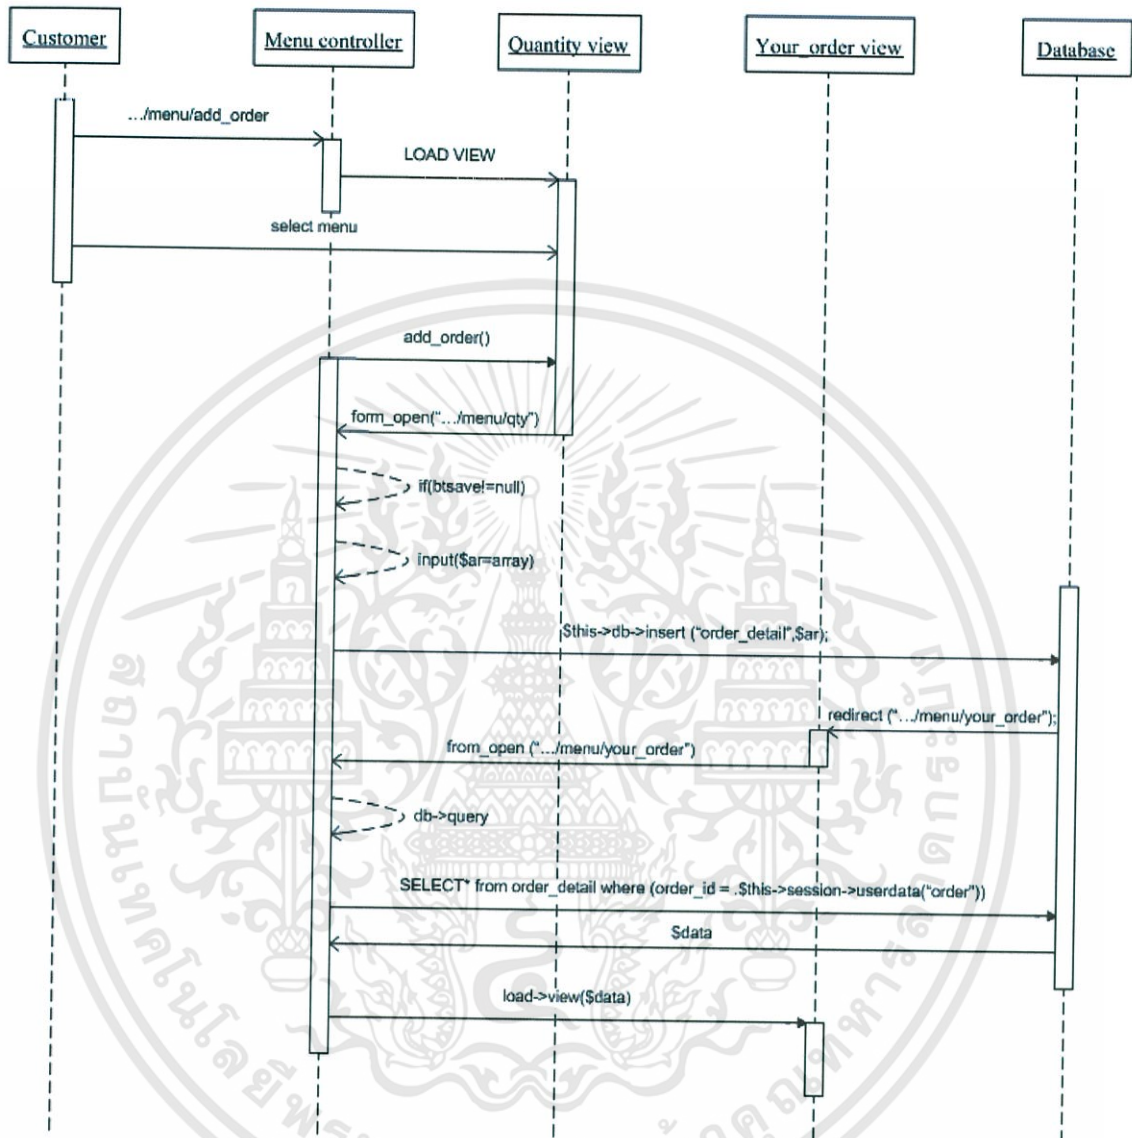 Customer
Menu controller
Quantity view
Your_order view
Database
.../menu/add_order
LOAD VIEW
select menu
add_order()
form_open(".../menu/qty")
if(btsave!=null)
input($ar=array)
$this->db->insert ("order_detail",$ar);
redirect (".../menu/your_order");
from_open (".../menu/your_order")
db->query
SELECT* from order_detail where (order_id = .$this->session->userdata("order"))
$data
load->view($data)